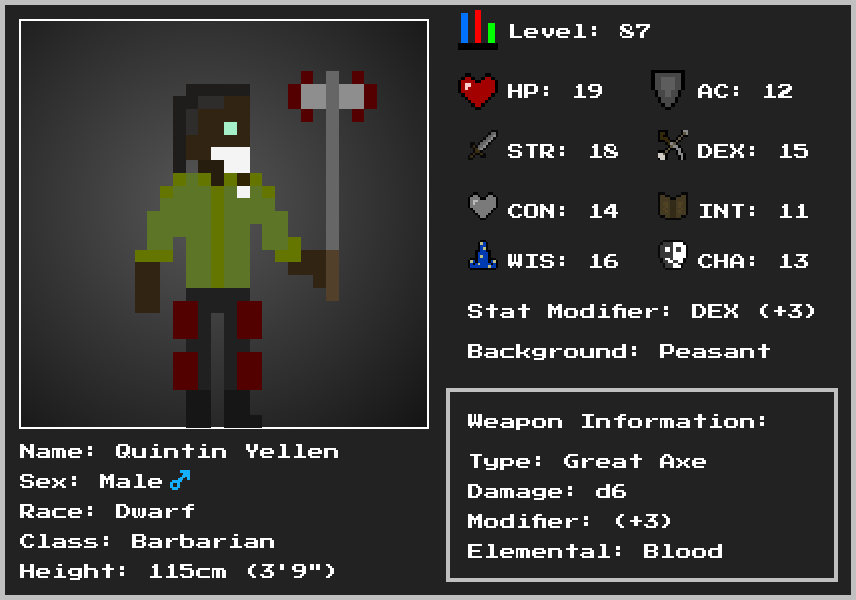 Level: 87
HP: 19
AC: 12
STR: 18
DEX: 15
CON: 14
INT: 11
WIS: 16
CHA: 13
Stat Modifier: DEX (+3)
Background: Peasant
Weapon Information:
Type: Great Axe
Damage: d6
Modifier: (+3)
Elemental: Blood
Name: Quintin Yellen
Sex: Male♂
Race: Dwarf
Class: Barbarian
Height: 115cm (3'9")